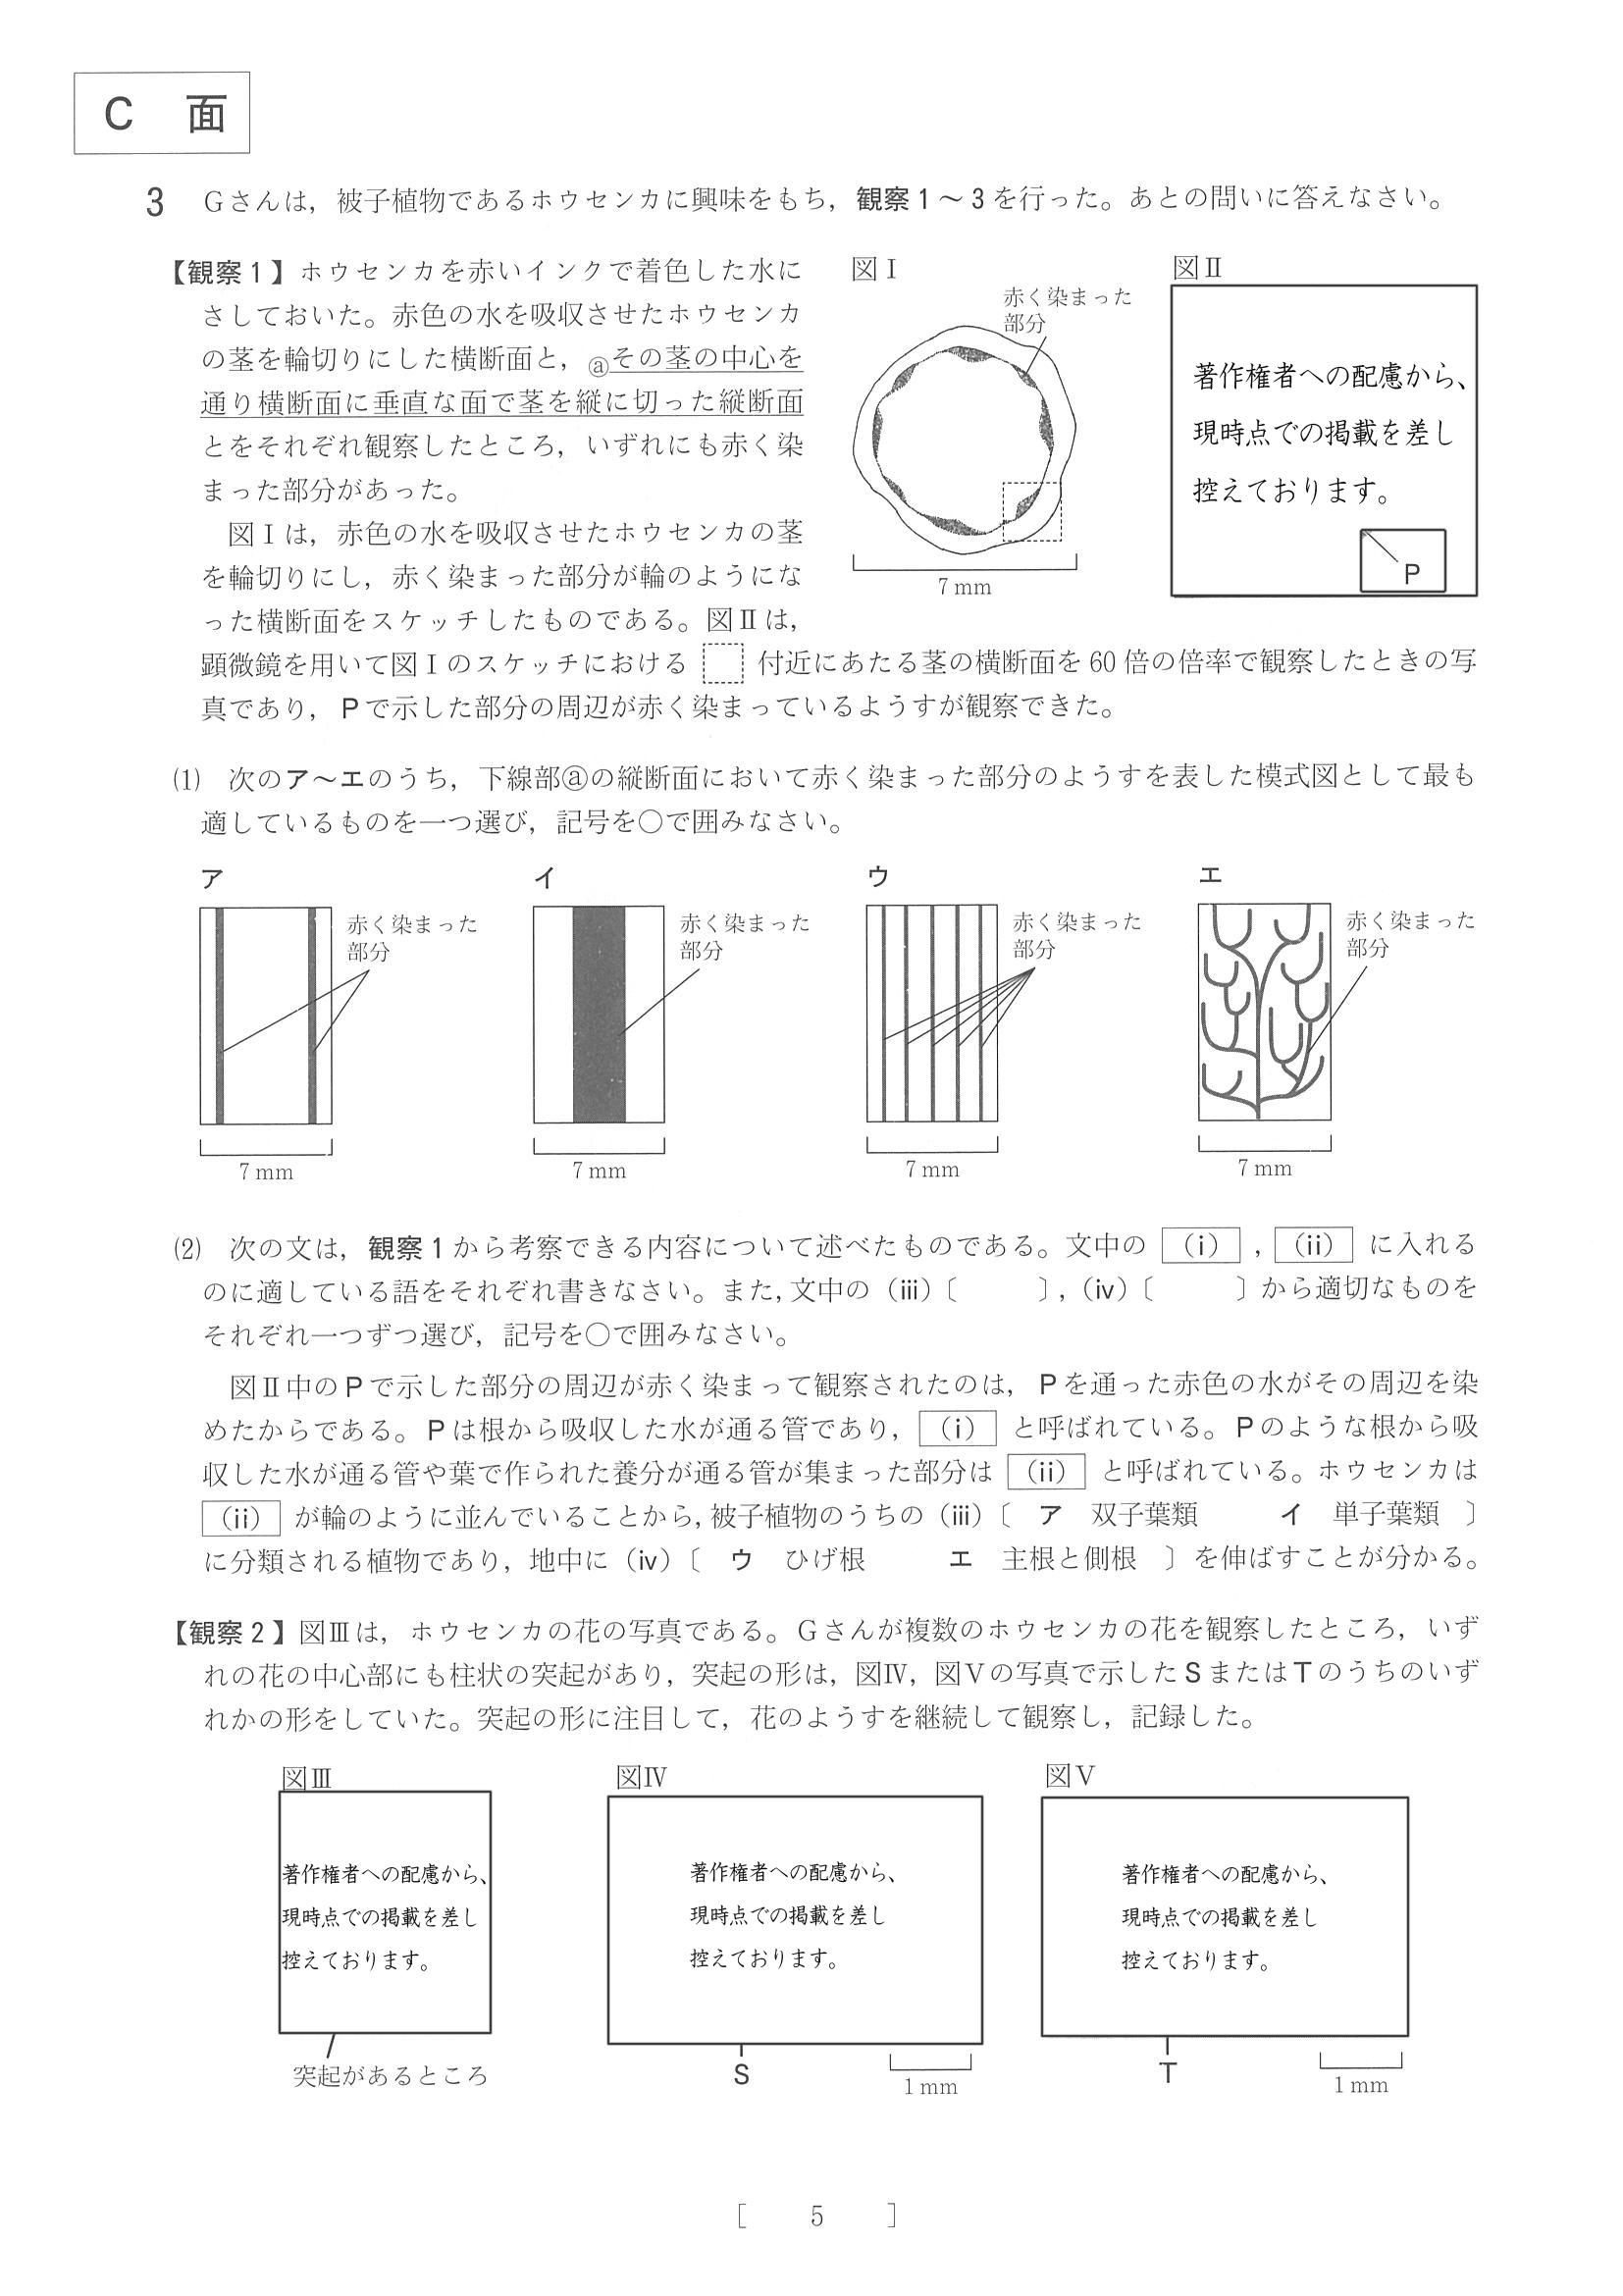 C 面
3 Gさんは，被子植物であるホウセンカに興味をもち，観察1～3を行った。あとの問いに答えなさい。
【観察1】ホウセンカを赤いインクで着色した水に
さしておいた。赤色の水を吸収させたホウセンカ
の茎を輪切りにした横断面と，ⓐその茎の中心を
通り横断面に垂直な面で茎を縦に切った縦断面
とをそれぞれ観察したところ，いずれにも赤く染
まった部分があった。
図Ⅰは，赤色の水を吸収させたホウセンカの茎
を輪切りにし，赤く染まった部分が輪のようにな
った横断面をスケッチしたものである。図Ⅱは，
顕微鏡を用いて図Ⅰのスケッチにおける 付近にあたる茎の横断面を60倍の倍率で観察したときの写
真であり，Pで示した部分の周辺が赤く染まっているようすが観察できた。
図Ⅰ
赤く染まった
部分
7 mm
図Ⅱ
著作権者への配慮から、
現時点での掲載を差し
控えております。
P
⑴ 次のア～エのうち，下線部ⓐの縦断面において赤く染まった部分のようすを表した模式図として最も
適しているものを一つ選び，記号を○で囲みなさい。
ア
赤く染まった
部分
7 mm
イ
赤く染まった
部分
7 mm
ウ
赤く染まった
部分
7 mm
エ
赤く染まった
部分
7 mm
⑵ 次の文は，観察1から考察できる内容について述べたものである。文中の (ⅰ) ，(ⅱ) に入れる
のに適している語をそれぞれ書きなさい。また，文中の(ⅲ)〔 〕，(ⅳ)〔 〕から適切なものを
それぞれ一つずつ選び，記号を○で囲みなさい。
図Ⅱ中のPで示した部分の周辺が赤く染まって観察されたのは，Pを通った赤色の水がその周辺を染
めたからである。Pは根から吸収した水が通る管であり，(ⅰ) と呼ばれている。Pのような根から吸
収した水が通る管や葉で作られた養分が通る管が集まった部分は (ⅱ) と呼ばれている。ホウセンカは
(ⅱ) が輪のように並んでいることから，被子植物のうちの(ⅲ)〔 ア 双子葉類 イ 単子葉類 〕
に分類される植物であり，地中に(ⅳ)〔 ウ ひげ根 エ 主根と側根 〕を伸ばすことが分かる。
【観察2】図Ⅲは，ホウセンカの花の写真である。Gさんが複数のホウセンカの花を観察したところ，いず
れの花の中心部にも柱状の突起があり，突起の形は，図Ⅳ，図Ⅴの写真で示したSまたはTのうちのいず
れかの形をしていた。突起の形に注目して，花のようすを継続して観察し，記録した。
図Ⅲ
著作権者への配慮から、
現時点での掲載を差し
控えております。
突起があるところ
図Ⅳ
著作権者への配慮から、
現時点での掲載を差し
控えております。
S
1 mm
図Ⅴ
著作権者への配慮から、
現時点での掲載を差し
控えております。
T
1 mm
[ 5 ]